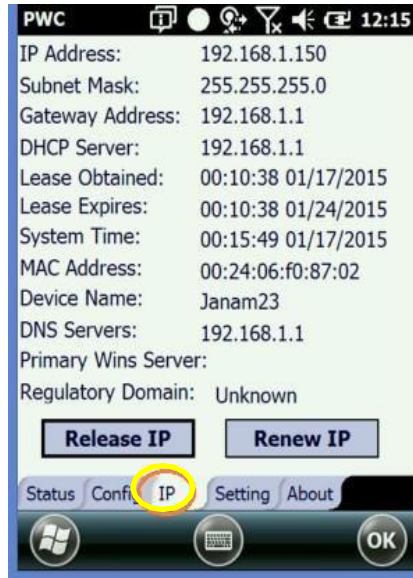 PWC 12:15
IP Address: 192.168.1.150
Subnet Mask: 255.255.255.0
Gateway Address: 192.168.1.1
DHCP Server: 192.168.1.1
Lease Obtained: 00:10:38 01/17/2015
Lease Expires: 00:10:38 01/24/2015
System Time: 00:15:49 01/17/2015
MAC Address: 00:24:06:f0:87:02
Device Name: Janam23
DNS Servers: 192.168.1.1
Primary Wins Server:
Regulatory Domain: Unknown
Release IP Renew IP
Status Config IP Setting About
OK